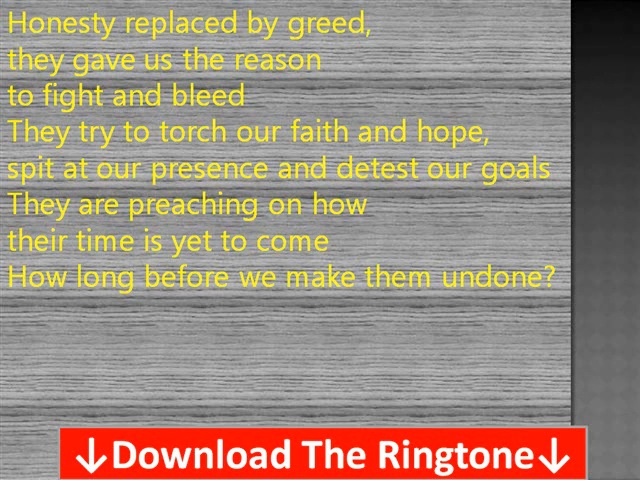 Honesty replaced by greed,
they gave us the reason
to fight and bleed
They try to torch our faith and hope,
spit at our presence and detest our goals
They are preaching on how
their time is yet to come
How long before we make them undone?
↓Download The Ringtone↓